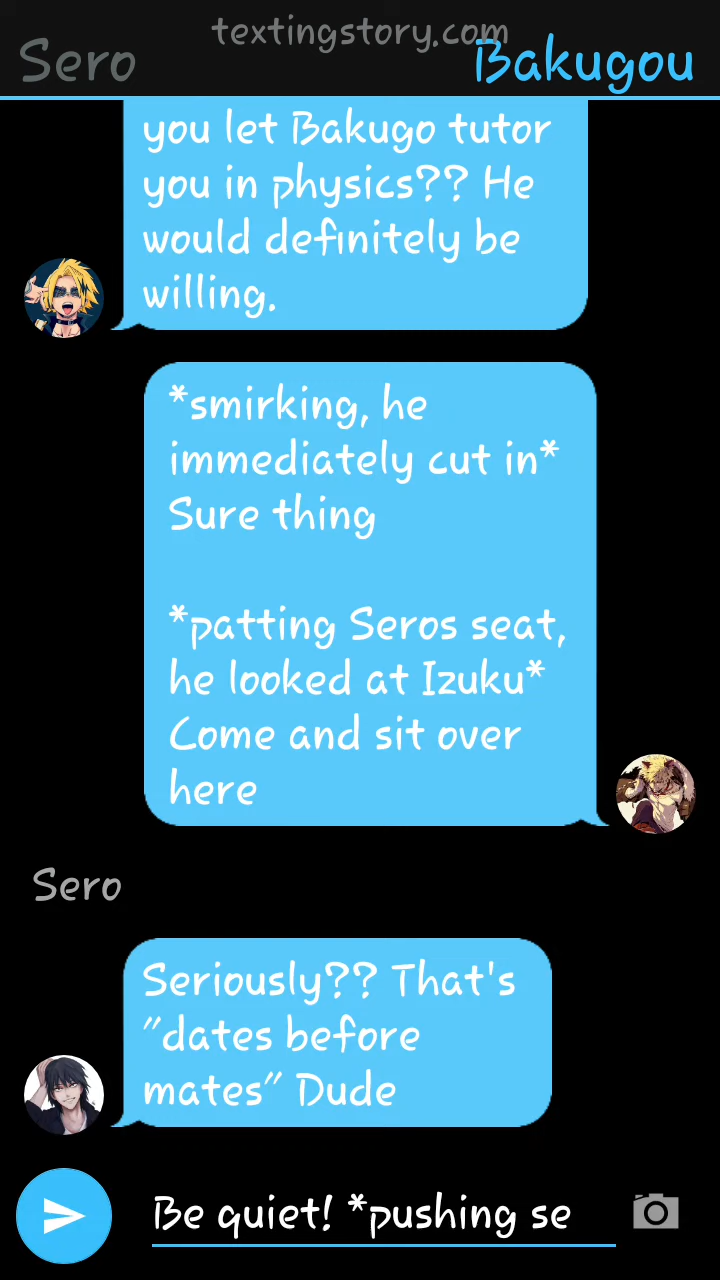 textingstory.com
Sero
Bakugou
you let Bakugo tutor
you in physics?? He
would definitely be
willing.
*smirking, he
immediately cut in*
Sure thing
*patting Seros seat,
he looked at Izuku*
Come and sit over
here
Sero
Seriously?? That's
"dates before
mates" Dude
Be quiet! *pushing se